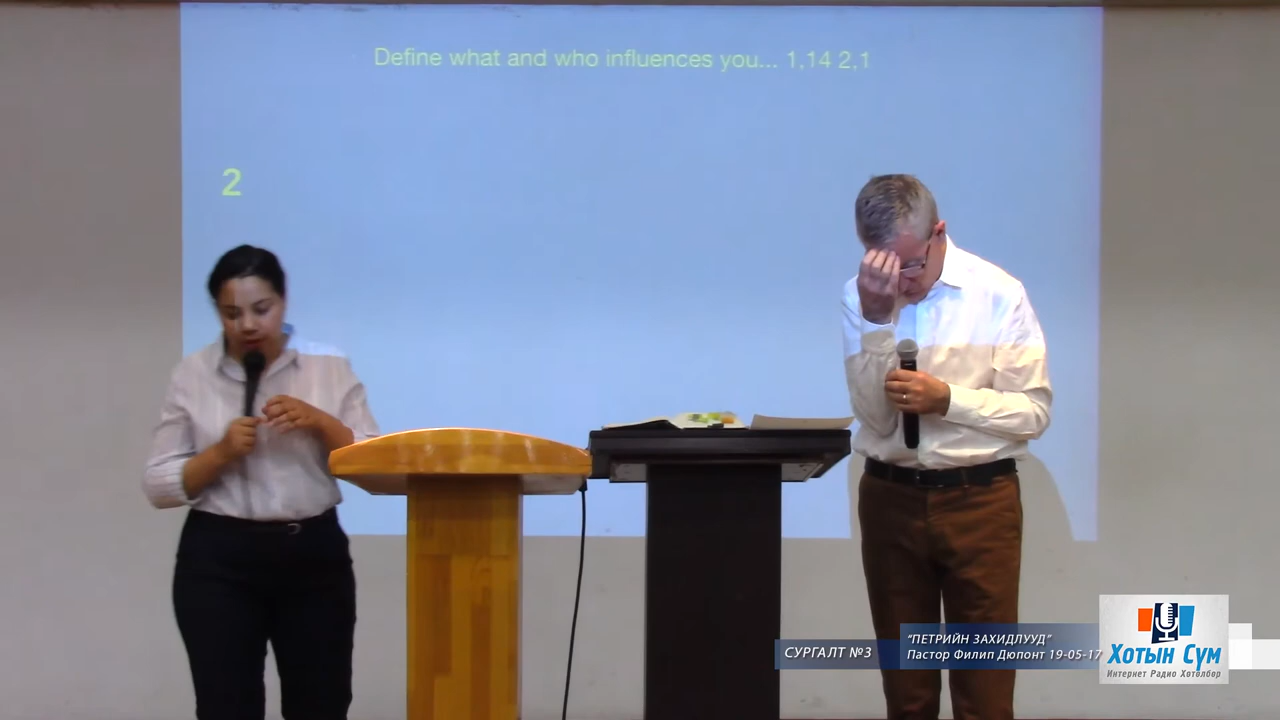 Define what and who influences you... 1,14 2,1
2
СУРГАЛТ №3
"ПЕТРИЙН ЗАХИДЛУУД"
Пастор Филип Дюпонт 19-05-17
Хотын Сүм
Интернет Радио Хөтөлбөр